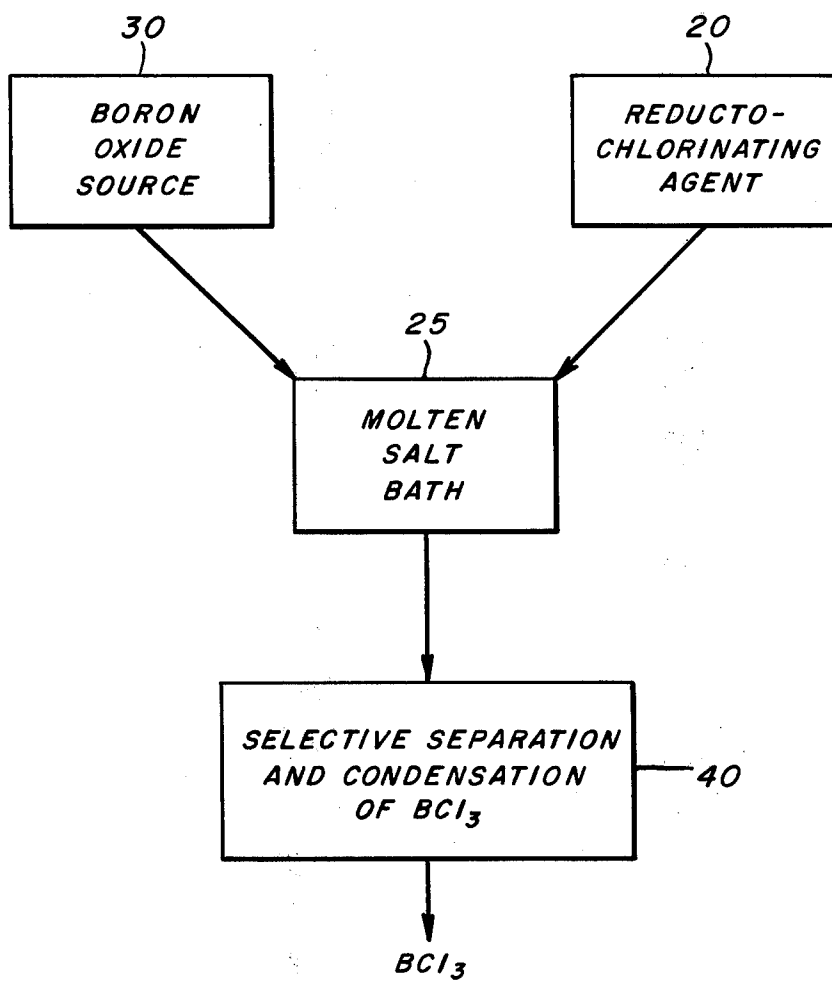 30
BORON
OXIDE
SOURCE
20
REDUCTO-
CHLORINATING
AGENT
25
MOLTEN
SALT
BATH
SELECTIVE SEPARATION
AND CONDENSATION
OF BCl₃
40
BCl₃